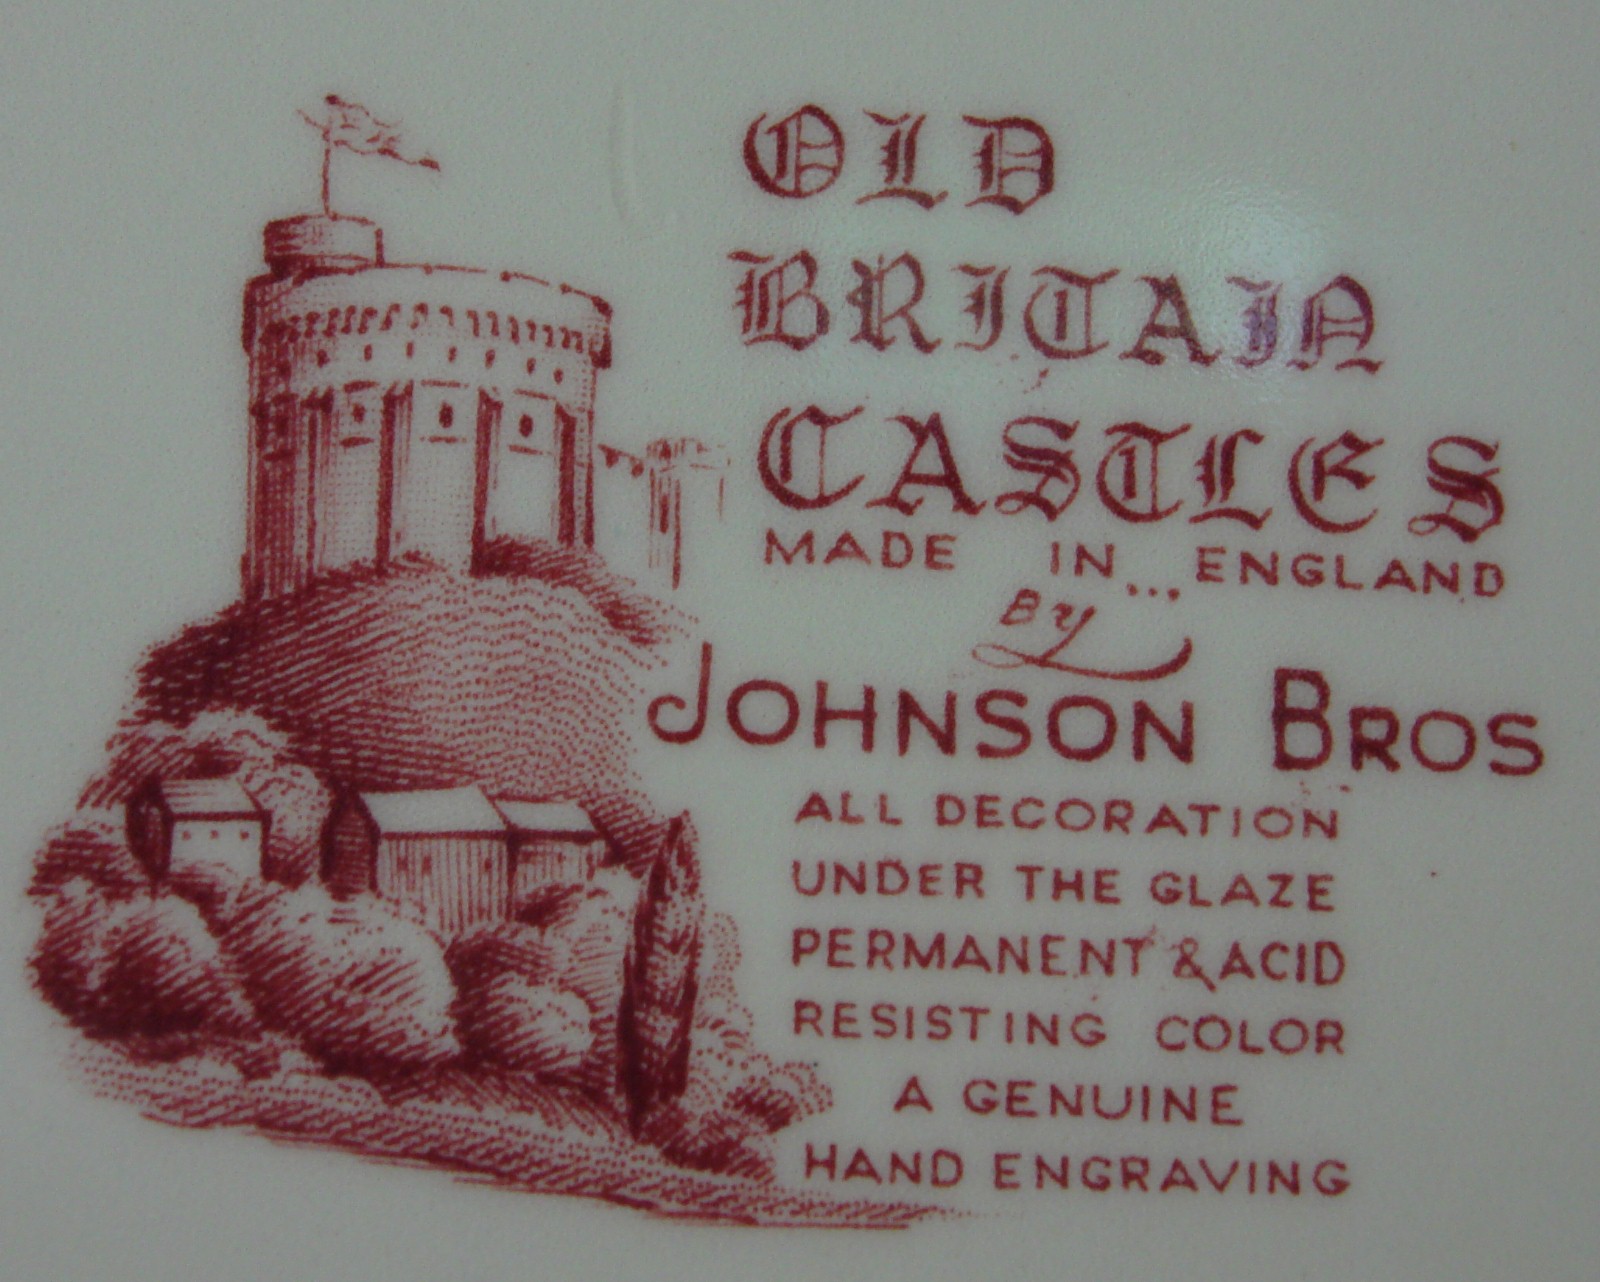 OLD
BRITAIN
CASTLES
MADE IN... ENGLAND
By
JOHNSON BROS
ALL DECORATION
UNDER THE GLAZE
PERMANENT & ACID
RESISTING COLOR
A GENUINE
HAND ENGRAVING